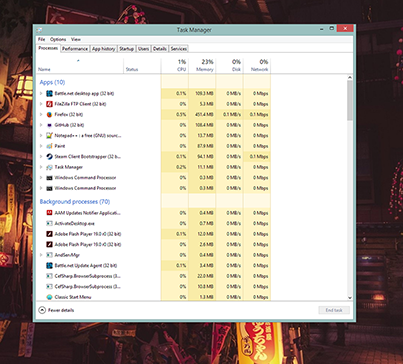 Task Manager
File Options View
Processes Performance App history Startup Users Details Services
1% 23% 0% 0%
Name Status CPU Memory Disk Network
Apps (10)
Battle.net desktop app (32 bit) 0.1% 109.3 MB 0 MB/s 0 Mbps
FileZilla FTP Client (32 bit) 0% 5.3 MB 0 MB/s 0 Mbps
Firefox (32 bit) 0.5% 451.4 MB 0.1 MB/s 0.1 Mbps
GitHub (32 bit) 0% 108.4 MB 0 MB/s 0 Mbps
Notepad++ : a free (GNU) sourc... 0% 13.7 MB 0 MB/s 0 Mbps
Paint 0% 87.9 MB 0 MB/s 0 Mbps
Steam Client Bootstrapper (32 b... 0.1% 94.1 MB 0 MB/s 0.1 Mbps
Task Manager 0.2% 11.1 MB 0 MB/s 0 Mbps
Windows Command Processor 0% 0.3 MB 0 MB/s 0 Mbps
Windows Command Processor 0% 0.3 MB 0 MB/s 0 Mbps
Background processes (70)
AAM Updates Notifier Applicati... 0% 0.4 MB 0 MB/s 0 Mbps
ActivateDesktop.exe 0% 0.7 MB 0 MB/s 0 Mbps
Adobe Flash Player 16.0 r0 (32 bit) 0.1% 12.0 MB 0 MB/s 0 Mbps
Adobe Flash Player 16.0 r0 (32 bit) 0% 2.6 MB 0 MB/s 0 Mbps
0% 0.4 MB 0 MB/s 0 Mbps
Battle.net Update Agent (32 bit) 0.1% 3.4 MB 0 MB/s 0 Mbps
CefSharp.BrowserSubprocess (3... 0% 22.0 MB 0 MB/s 0 Mbps
CefSharp.BrowserSubprocess (3... 0% 10.8 MB 0 MB/s 0 Mbps
Classic Start Menu 0% 1.3 MB 0 MB/s 0 Mbps
Fewer details End task